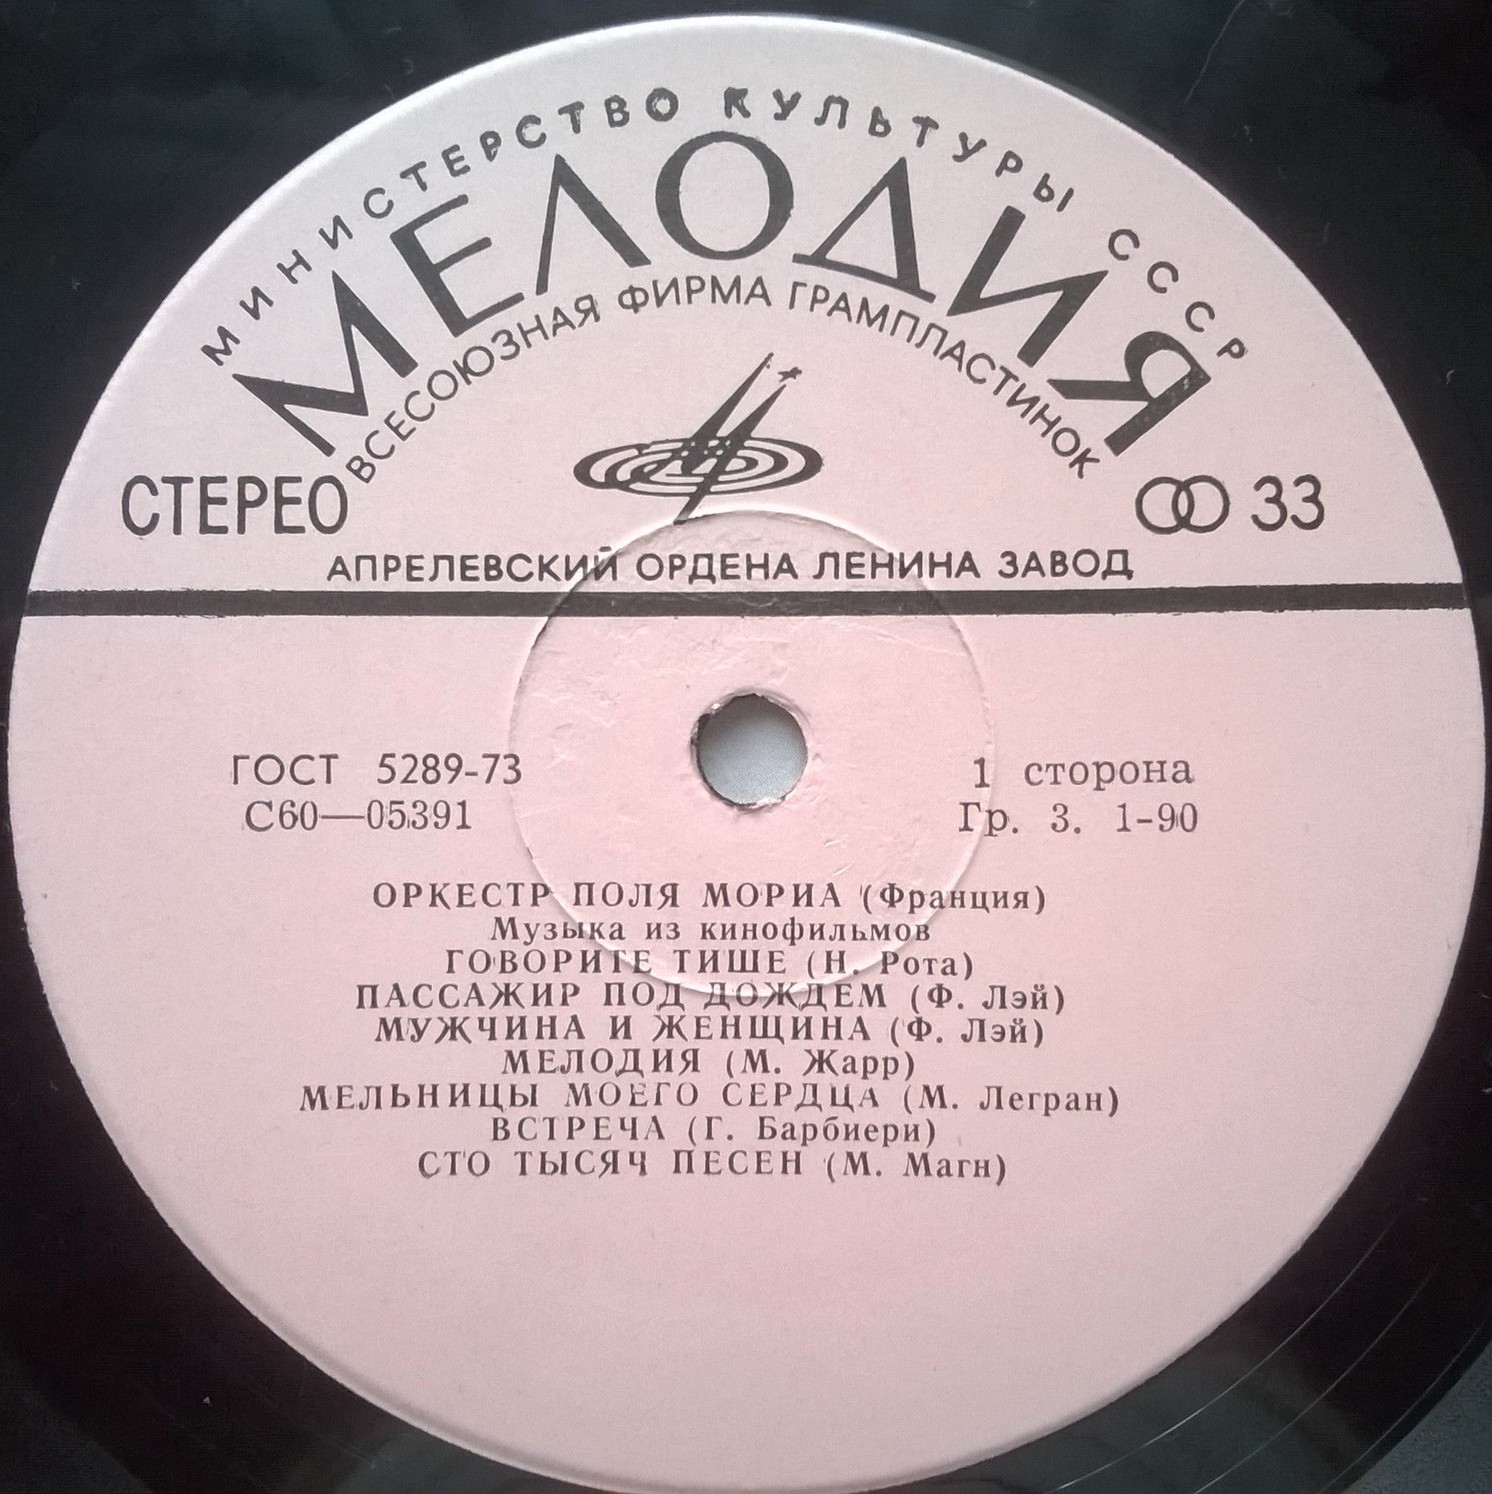 МИНИСТЕРСТВО КУЛЬТУРЫ СССР
МЕЛОДИЯ
ВСЕСОЮЗНАЯ ФИРМА ГРАМПЛАСТИНОК
СТЕРЕО
33
АПРЕЛЕВСКИЙ ОРДЕНА ЛЕНИНА ЗАВОД
ГОСТ 5289-73
1 сторона
С60—05391
Гр. 3. 1-90
ОРКЕСТР ПОЛЯ МОРИА (Франция)
Музыка из кинофильмов
ГОВОРИТЕ ТИШЕ (Н. Рота)
ПАССАЖИР ПОД ДОЖДЕМ (Ф. Лэй)
МУЖЧИНА И ЖЕНЩИНА (Ф. Лэй)
МЕЛОДИЯ (М. Жарр)
МЕЛЬНИЦЫ МОЕГО СЕРДЦА (М. Легран)
ВСТРЕЧА (Г. Барбиери)
СТО ТЫСЯЧ ПЕСЕН (М. Магн)